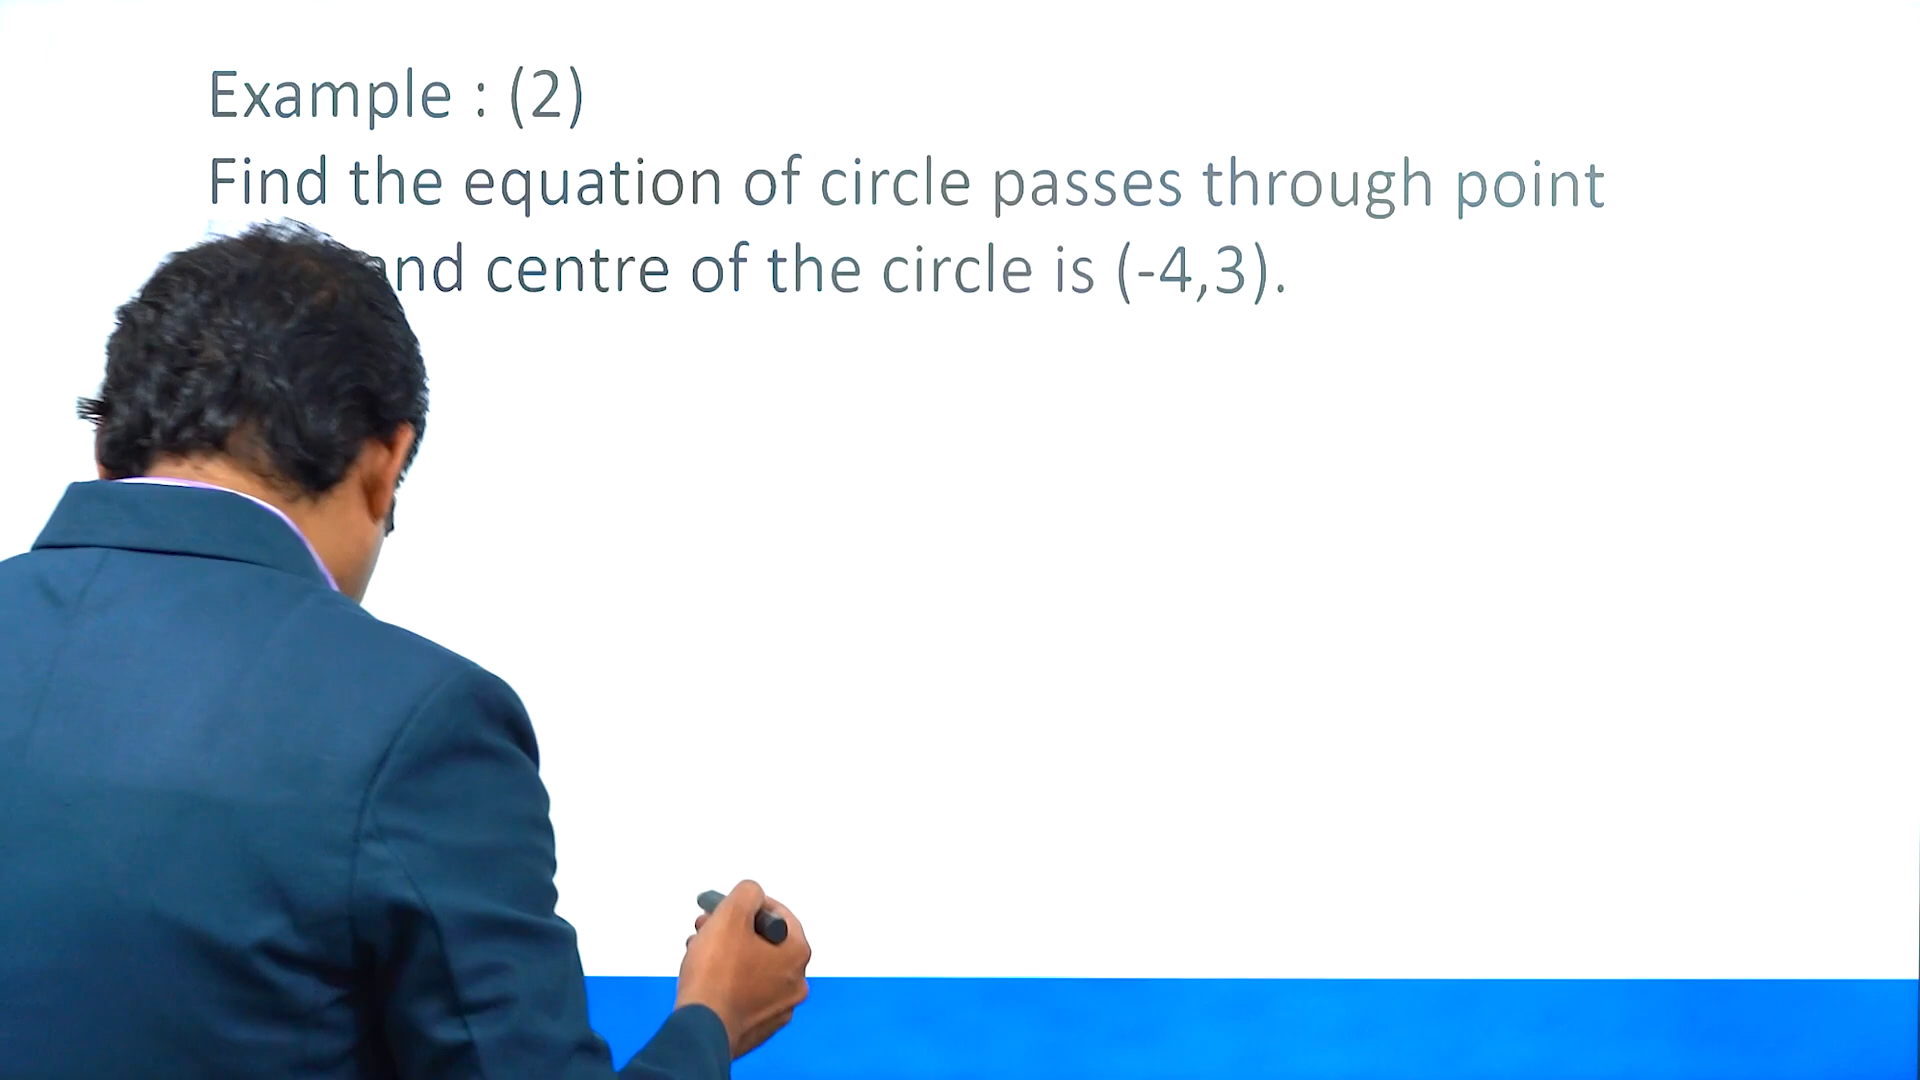 Example : (2)
Find the equation of circle passes through point
and centre of the circle is (-4,3).